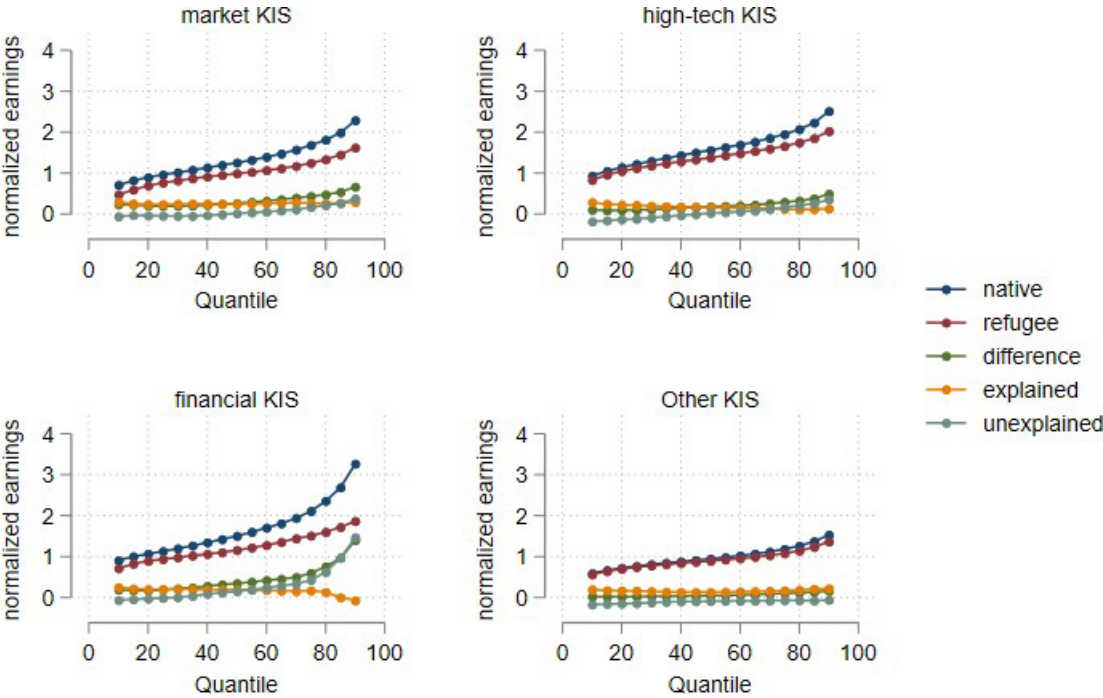 market KIS
normalized earnings
4
3
2
1
0
0 20 40 60 80 100
Quantile
high-tech KIS
normalized earnings
4
3
2
1
0
0 20 40 60 80 100
Quantile
financial KIS
normalized earnings
4
3
2
1
0
0 20 40 60 80 100
Quantile
Other KIS
normalized earnings
4
3
2
1
0
0 20 40 60 80 100
Quantile
native
refugee
difference
explained
unexplained